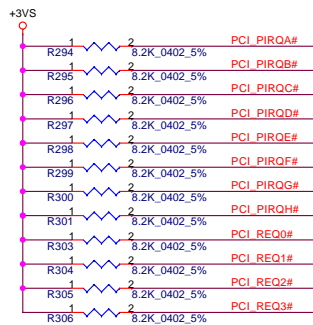 +3VS
1 2 PCI_PIRQA#
R294 8.2K_0402_5%
1 2 PCI_PIRQB#
R295 8.2K_0402_5%
1 2 PCI_PIRQC#
R296 8.2K_0402_5%
1 2 PCI_PIRQD#
R297 8.2K_0402_5%
1 2 PCI_PIRQE#
R298 8.2K_0402_5%
1 2 PCI_PIRQF#
R299 8.2K_0402_5%
1 2 PCI_PIRQG#
R300 8.2K_0402_5%
1 2 PCI_PIRQH#
R301 8.2K_0402_5%
1 2 PCI_REQ0#
R303 8.2K_0402_5%
1 2 PCI_REQ1#
R304 8.2K_0402_5%
1 2 PCI_REQ2#
R305 8.2K_0402_5%
1 2 PCI_REQ3#
R306 8.2K_0402_5%